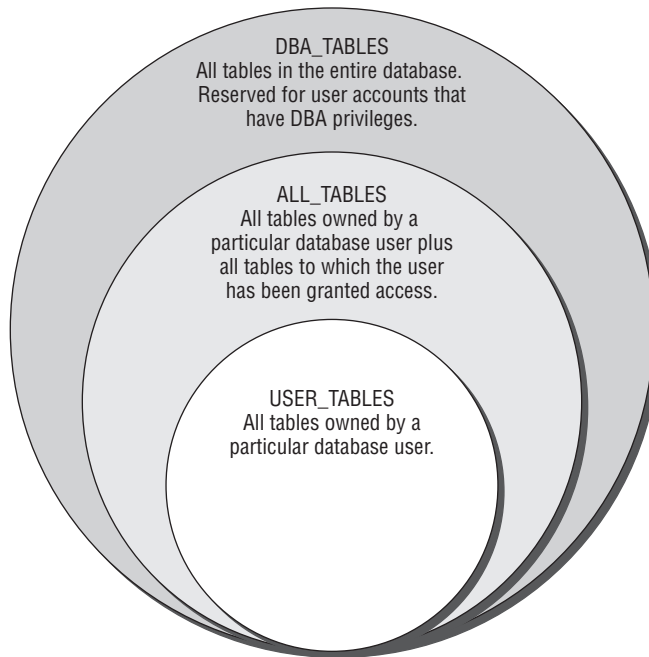 DBA_TABLES
All tables in the entire database.
Reserved for user accounts that
have DBA privileges.
ALL_TABLES
All tables owned by a
particular database user plus
all tables to which the user
has been granted access.
USER_TABLES
All tables owned by a
particular database user.